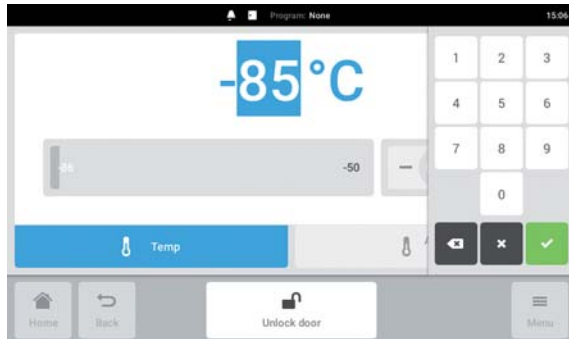 Program: None
15:06
-85°C
1 2 3
4 5 6
7 8 9
0
-86
-50
Temp
Home
Back
Unlock door
Menu